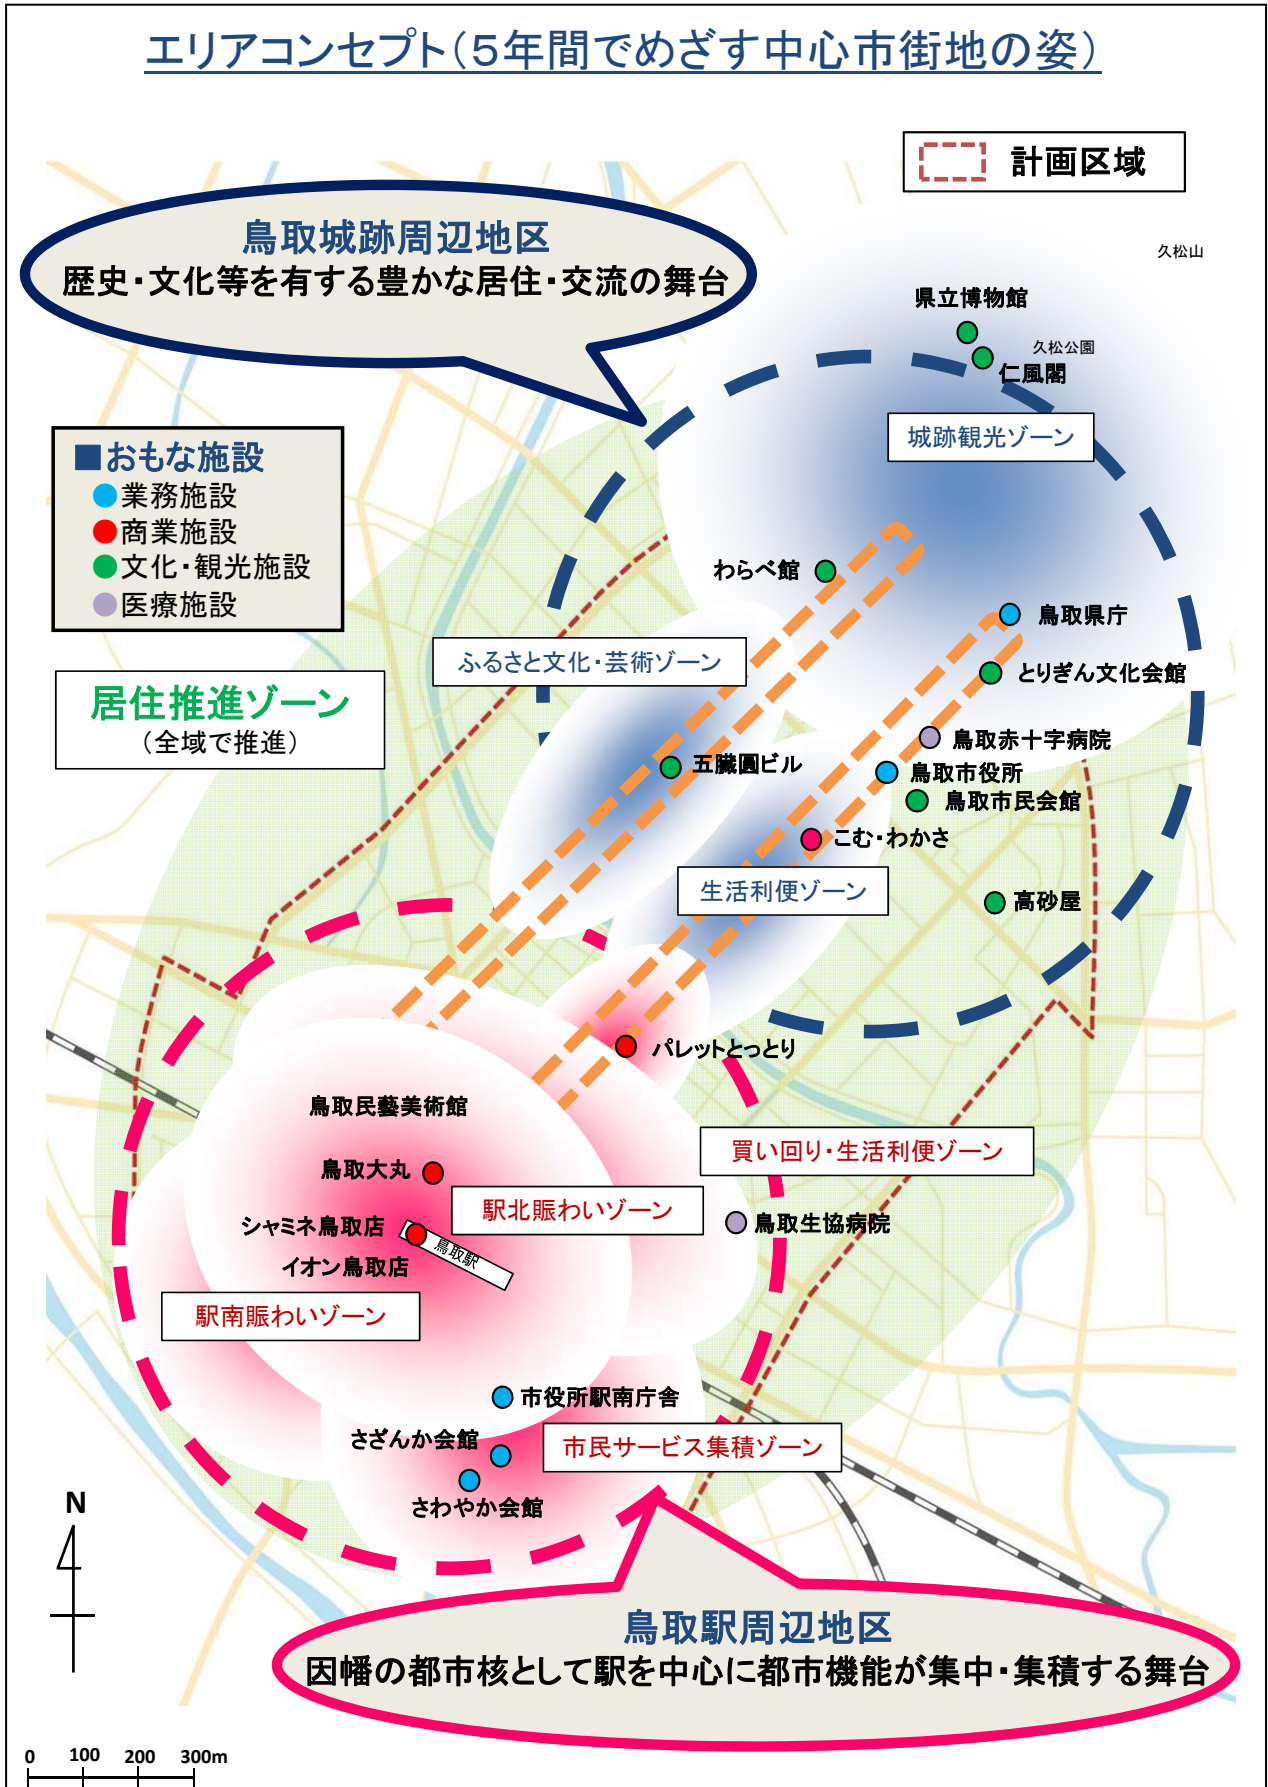 エリアコンセプト(5年間でめざす中心市街地の姿)
計画区域
鳥取城跡周辺地区
歴史・文化等を有する豊かな居住・交流の舞台
久松山
県立博物館
久松公園
仁風閣
城跡観光ゾーン
■おもな施設
業務施設
商業施設
文化・観光施設
医療施設
わらべ館
鳥取県庁
ふるさと文化・芸術ゾーン
とりぎん文化会館
居住推進ゾーン
(全域で推進)
鳥取赤十字病院
五臓圓ビル
鳥取市役所
鳥取市民会館
こむ・わかさ
生活利便ゾーン
高砂屋
パレットとっとり
鳥取民藝美術館
買い回り・生活利便ゾーン
鳥取大丸
駅北賑わいゾーン
シャミネ鳥取店
鳥取駅
鳥取生協病院
イオン鳥取店
駅南賑わいゾーン
市役所駅南庁舎
さざんか会館
市民サービス集積ゾーン
さわやか会館
N
鳥取駅周辺地区
因幡の都市核として駅を中心に都市機能が集中・集積する舞台
0 100 200 300m